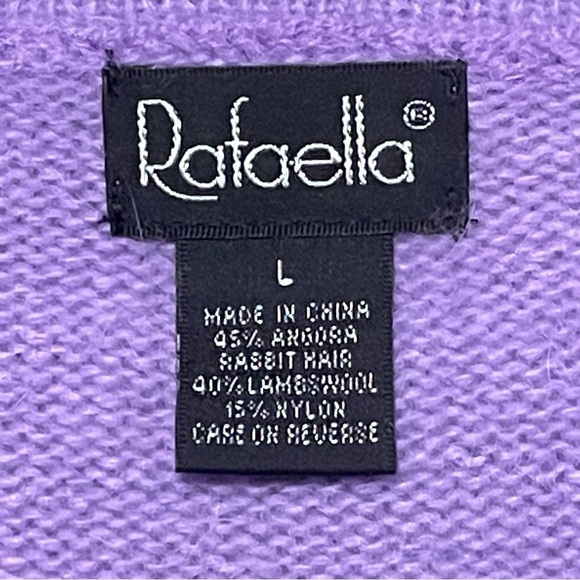 Rafaella®
L
MADE IN CHINA
45% ANGORA
RABBIT HAIR
40% LAMBSWOOL
15% NYLON
CARE ON REVERSE